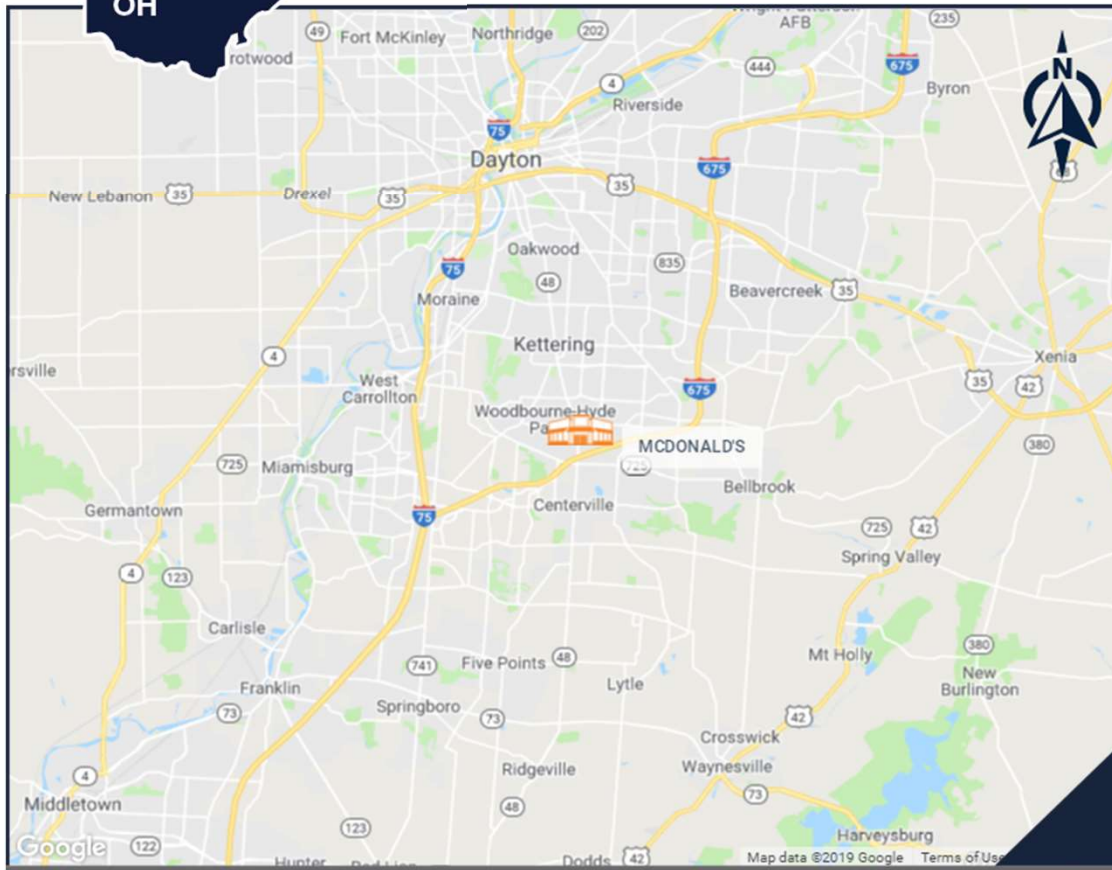 OH
49
Fort McKinley
Northridge
202
AFB
235
rotwood
444
675
4
Riverside
Byron
N
75
Dayton
675
68
New Lebanon
35
Drexel
35
35
Oakwood
835
48
75
Moraine
Beavercreek
35
Kettering
4
ersville
Xenia
West
Carrollton
675
35
42
Woodbourne-Hyde
Pa
MCDONALD'S
380
725
Miamisburg
725
Bellbrook
Germantown
75
Centerville
725
42
Spring Valley
4
123
Carlisle
741
Five Points
48
Mt Holly
380
New
Burlington
Franklin
Lytle
73
Springboro
73
42
Crosswick
Waynesville
4
Ridgeville
73
Middletown
48
123
Harveysburg
Google
122
Hunter
Dodds
42
Map data ©2019 Google
Terms of Use